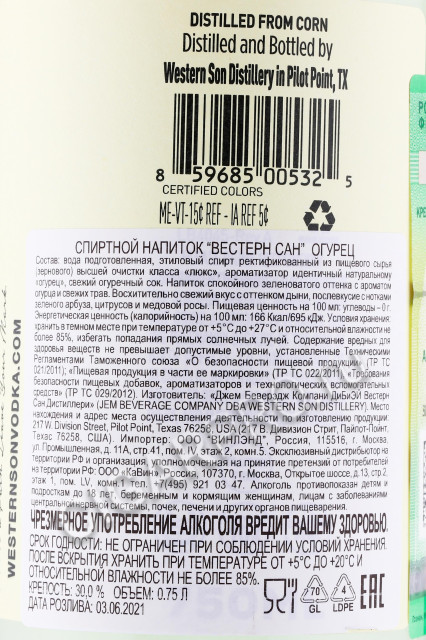 DISTILLED FROM CORN
Distilled and Bottled by
Western Son Distillery in Pilot Point, TX
8 59685 00532 5
CERTIFIED COLORS
ME-VT-15¢ REF - IA REF 5¢
СПИРТНОЙ НАПИТОК "ВЕСТЕРН САН" ОГУРЕЦ
Состав: вода подготовленная, этиловый спирт ректификованный из пищевого сырья
(зернового) высшей очистки класса «люкс», ароматизатор идентичный натуральному
«огурец», свежий огуречный сок. Напиток спокойного зеленоватого оттенка с ароматом
огурца и свежих трав. Восхитительно свежий вкус с оттенком дыни, послевкусие с нотками
зеленого арбуза, цитрусов и медовой росы. Пищевая ценность на 100 мл: углеводы – 0 г.
Энергетическая ценность (калорийность) на 100 мл: 166 Ккал/695 кДж. Условия хранения:
хранить в темном месте при температуре от +5°С до +27°С и относительной влажности не
более 85%, избегать попадания прямых солнечных лучей. Содержание вредных для
здоровья веществ не превышает допустимые уровни, установленные Техническими
Регламентами Таможенного союза «О безопасности пищевой продукции» (ТР ТС
021/2011); «Пищевая продукция в части ее маркировки» (ТР ТС 022/2011), «Требования
безопасности пищевых добавок, ароматизаторов и технологических вспомогательных
средств» (ТР ТС 029/2012). Изготовитель: «Джем Бевереджж Компани ДиБиЭй Вестерн
Сан Дистиллери» (JEM BEVERAGE COMPANY DBA WESTERN SON DISTILLERY). Место
нахождения и адрес места осуществления деятельности по изготовлению продукции:
217 W. Division Street, Pilot Point, Texas 76258, USA/217 В. Дивизион Стрит, Пайлот-Пойнт,
Техас 76258, США). Импортер: ООО "ВИНЛЭНД", Россия, 115516, г. Москва,
ул. Промышленная, д. 11А, стр 41, пом. 1, этаж 2, комн.5. Эксклюзивный дистрибьютор на
территории РФ и организация, уполномоченная на принятие претензий от потребителей
на территории РФ: ООО «КаВин», Россия, 107370, г. Москва, Открытое шоссе, д.13, стр 2,
этаж 1, пом. LV, ком. 1. Тел. +7(495) 921 03 47. Алкоголь противопоказан детям и
подросткам до 18 лет, беременным и кормящим женщинам, лицам с заболеваниями
центральной нервной системы, почек, печени и других органов пищеварения.
ЧРЕЗМЕРНОЕ УПОТРЕБЛЕНИЕ АЛКОГОЛЯ ВРЕДИТ ВАШЕМУ ЗДОРОВЬЮ.
СРОК ГОДНОСТИ: НЕ ОГРАНИЧЕН ПРИ СОБЛЮДЕНИИ УСЛОВИЙ ХРАНЕНИЯ.
ПОСЛЕ ВСКРЫТИЯ ХРАНИТЬ ПРИ ТЕМПЕРАТУРЕ ОТ +5°С ДО +20°С И
ОТНОСИТЕЛЬНОЙ ВЛАЖНОСТИ НЕ БОЛЕЕ 85%.
КРЕПОСТЬ: 30.0 % ОБЪЕМ: 0.75 Л
ДАТА РОЗЛИВА: 03.06.2021
70
GL
4
LDPE
EAC
WESTERNSONVODKA.COM